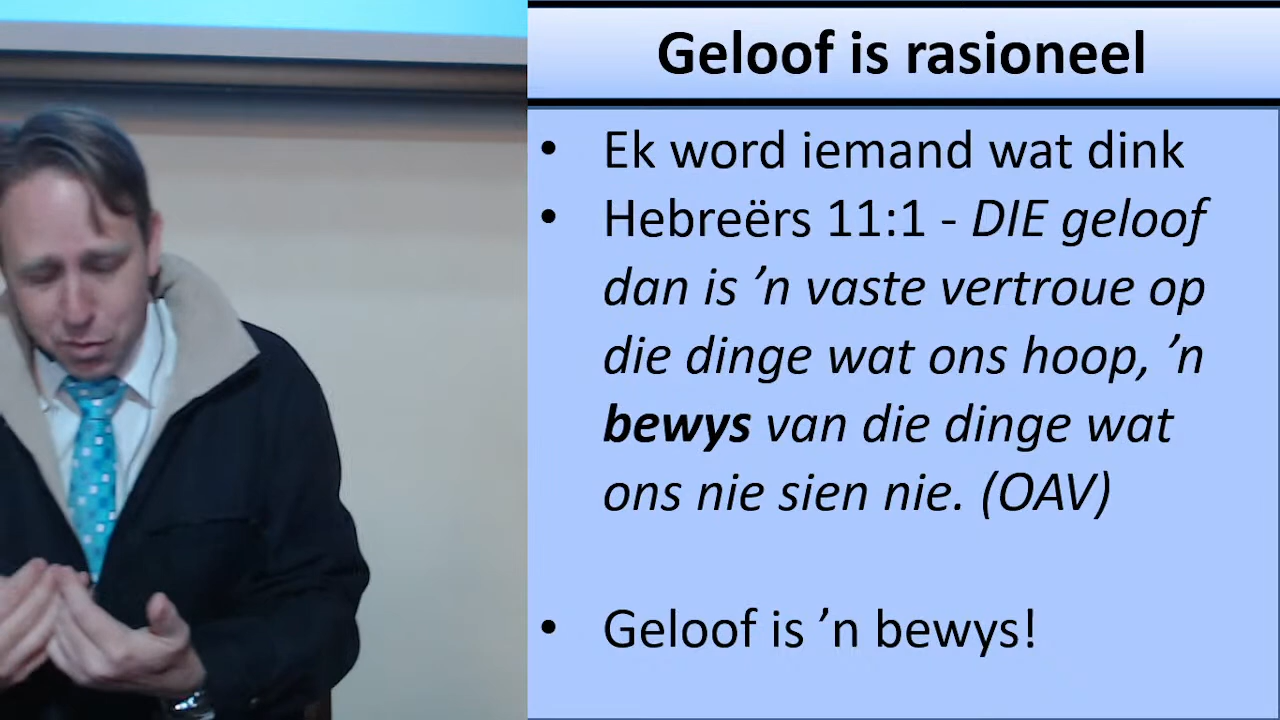 Geloof is rasioneel
• Ek word iemand wat dink
• Hebreërs 11:1 - DIE geloof
dan is ’n vaste vertroue op
die dinge wat ons hoop, ’n
bewys van die dinge wat
ons nie sien nie. (OAV)
• Geloof is ’n bewys!